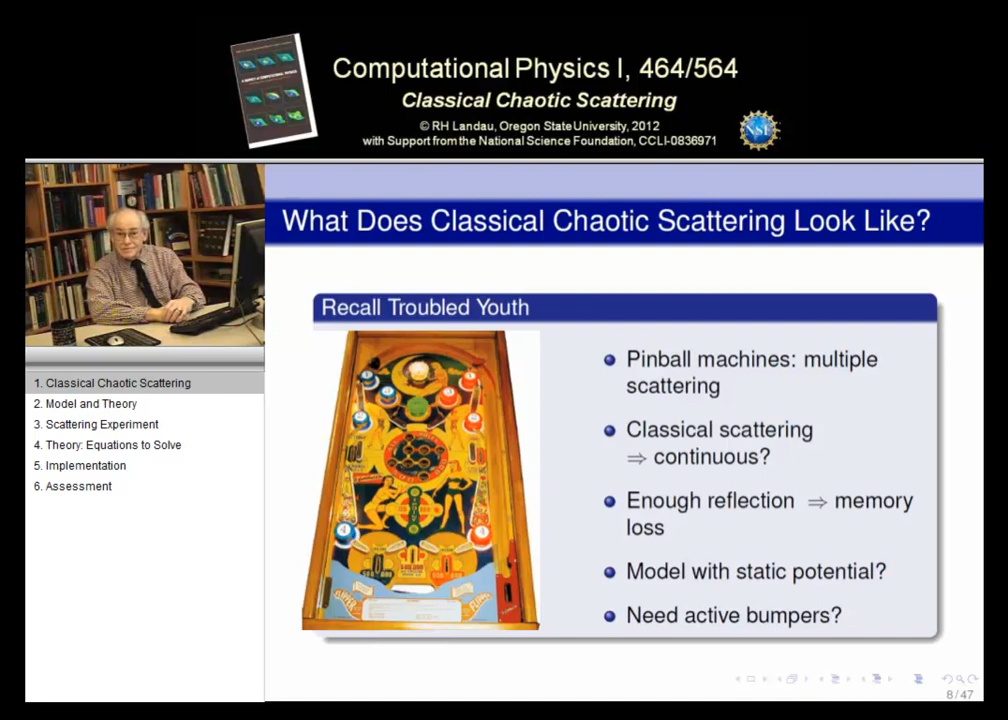 Computational Physics I, 464/564
Classical Chaotic Scattering
© RH Landau, Oregon State University, 2012
with Support from the National Science Foundation, CCLI-0836971
NSF
What Does Classical Chaotic Scattering Look Like?
Recall Troubled Youth
Pinball machines: multiple
scattering
Classical scattering
⇒ continuous?
Enough reflection ⇒ memory
loss
Model with static potential?
Need active bumpers?
1. Classical Chaotic Scattering
2. Model and Theory
3. Scattering Experiment
4. Theory: Equations to Solve
5. Implementation
6. Assessment
8/47